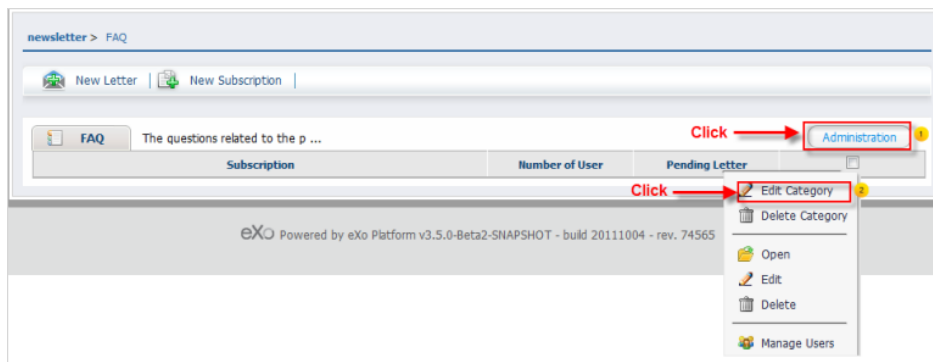 newsletter > FAQ
New Letter | New Subscription |
FAQ The questions related to the p ... Click Administration 1
Subscription Number of User Pending Letter
Click Edit Category 2
Delete Category
eXo Powered by eXo Platform v3.5.0-Beta2-SNAPSHOT - build 20111004 - rev. 74565
Open
Edit
Delete
Manage Users